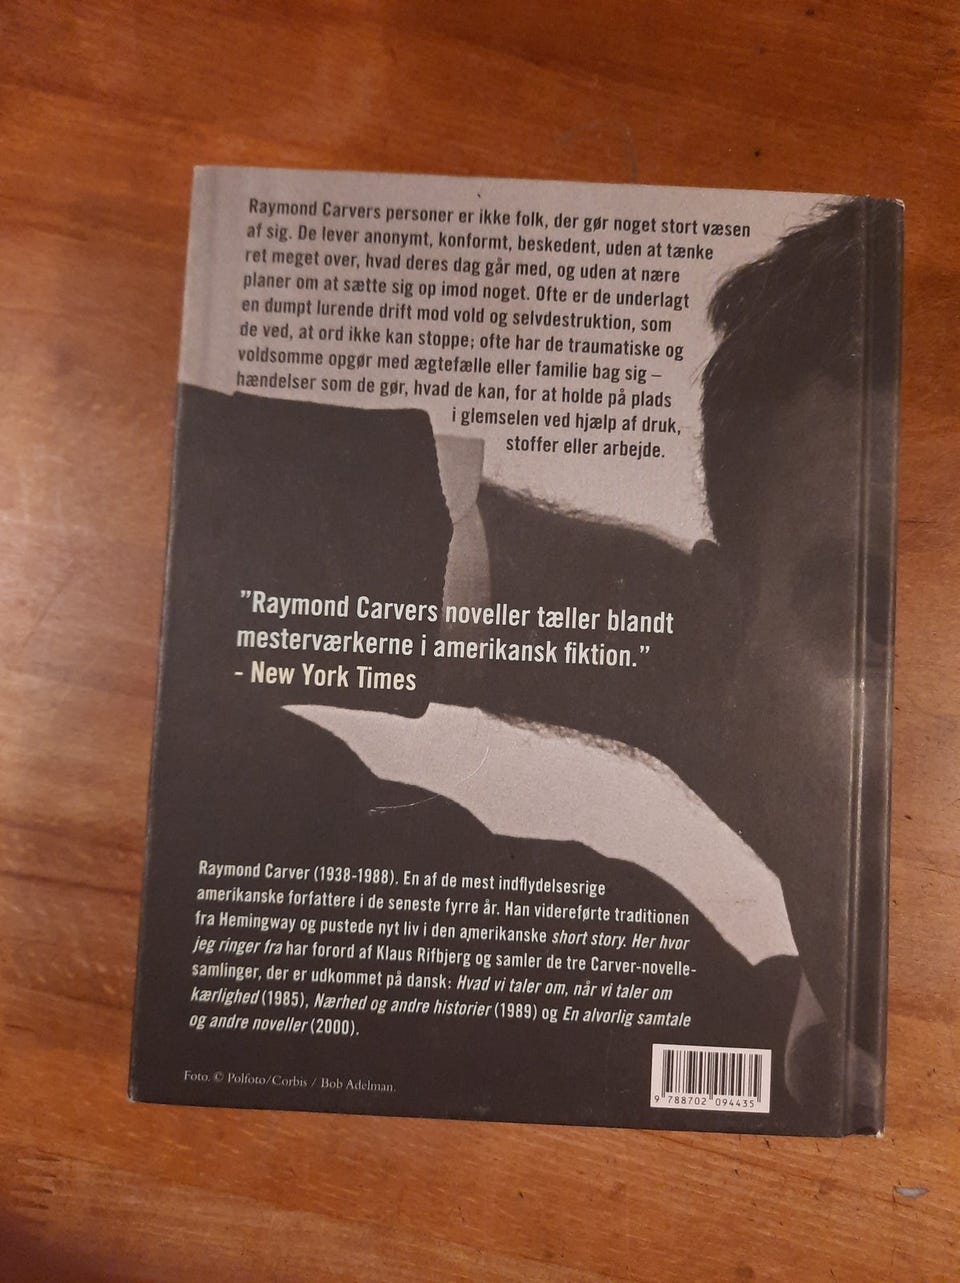 Raymond Carvers personer er ikke folk, der gør noget stort væsen
af sig. De lever anonymt, konformt, beskedent, uden at tænke
ret meget over, hvad deres dag går med, og uden at nære
planer om at sætte sig op imod noget. Ofte er de underlagt
en dumpt lurende drift mod vold og selvdestruktion, som
de ved, at ord ikke kan stoppe; ofte har de traumatiske og
voldsomme opgør med ægtefælle eller familie bag sig –
hændelser som de gør, hvad de kan, for at holde på plads
i glemselen ved hjælp af druk,
stoffer eller arbejde.
”Raymond Carvers noveller tæller blandt
mesterværkerne i amerikansk fiktion.”
- New York Times
Raymond Carver (1938-1988). En af de mest indflydelsesrige
amerikanske forfattere i de seneste fyrre år. Han videreførte traditionen
fra Hemingway og pustede nyt liv i den amerikanske short story. Her hvor
jeg ringer fra har forord af Klaus Rifbjerg og samler de tre Carver-novelle-
samlinger, der er udkommet på dansk: Hvad vi taler om, når vi taler om
kærlighed (1985), Nærhed og andre historier (1989) og En alvorlig samtale
og andre noveller (2000).
Foto. © Polfoto/Corbis / Bob Adelman.
9 788702 094435